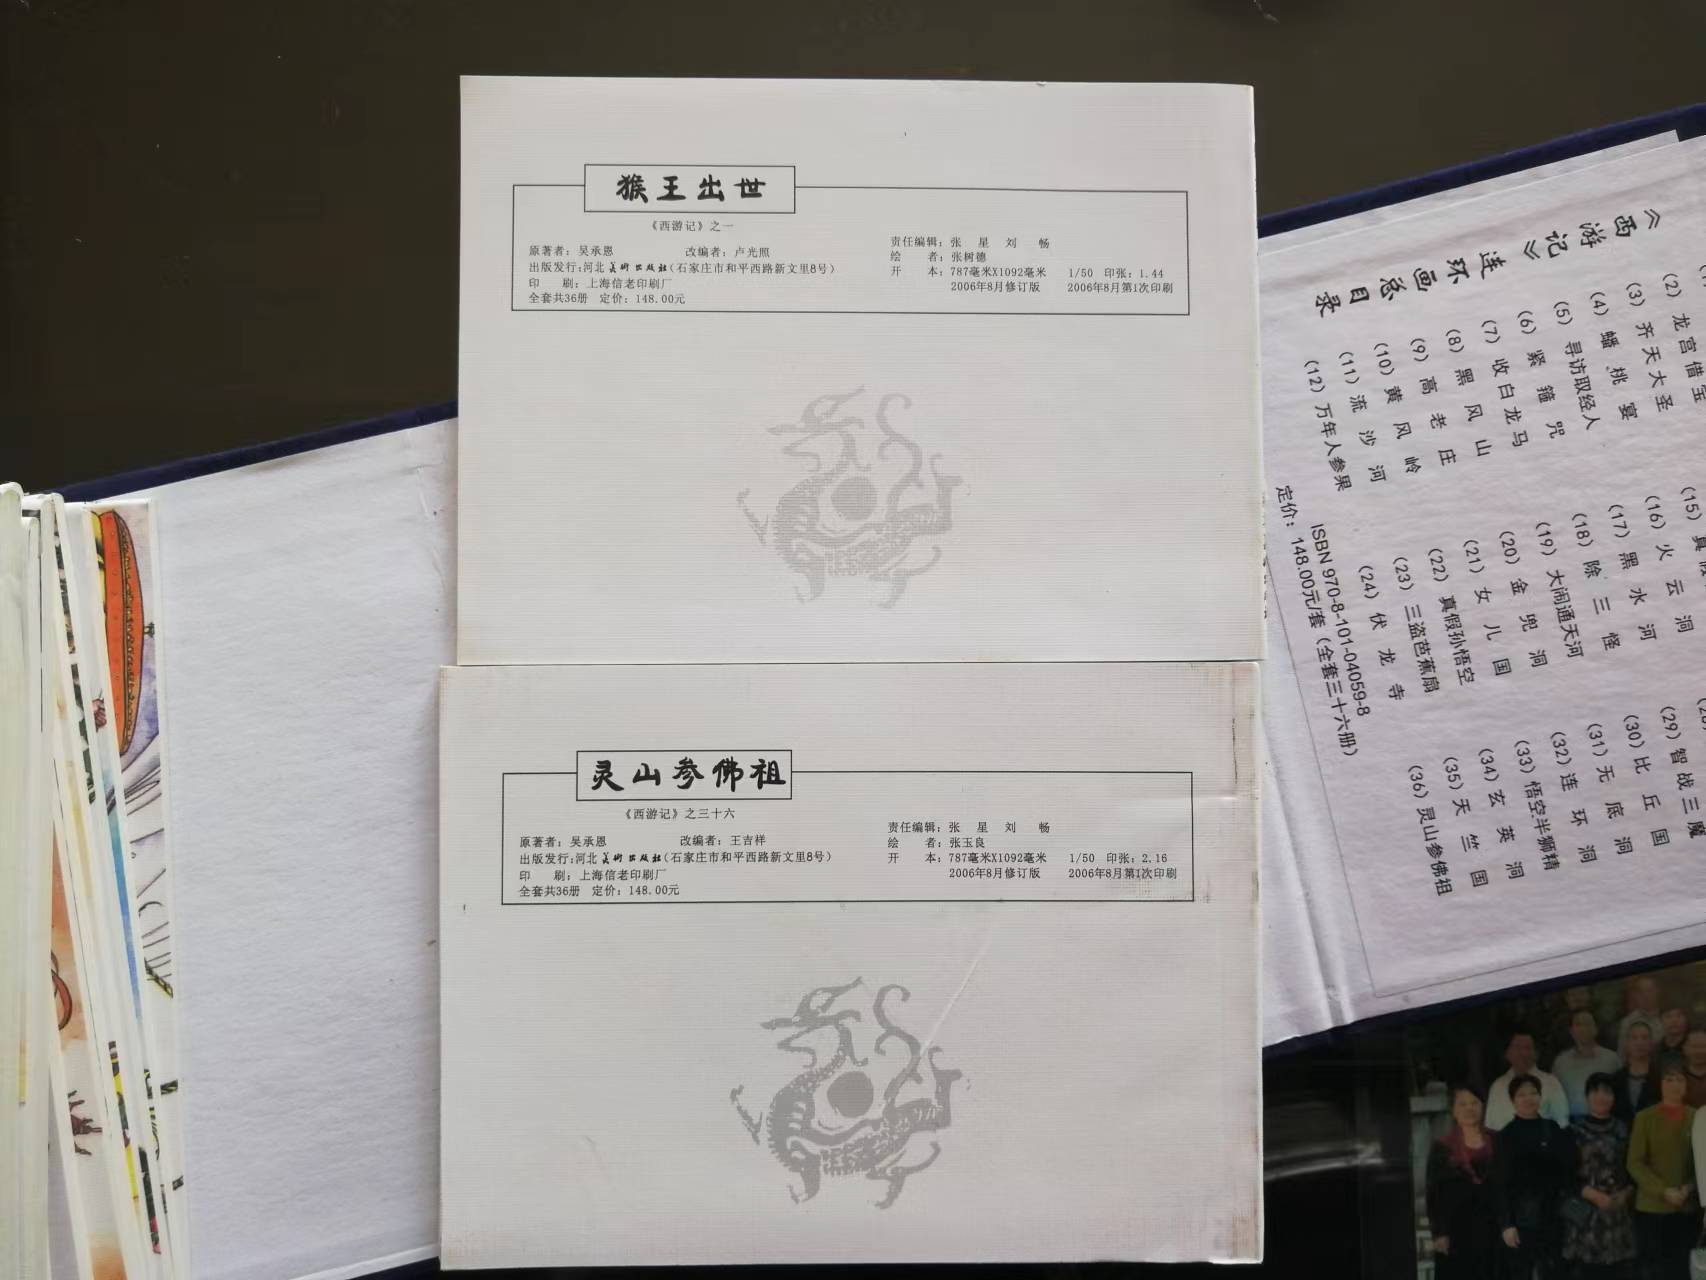 猴王出世
《西游记》之一
原著者：吴承恩 改编者：卢光照
出版发行：河北美术出版社（石家庄市和平西路新文里8号）
印 刷：上海信老印刷厂
全套共36册 定价：148.00元
责任编辑：张 星 刘 畅
绘 者：张树德
开 本：787毫米X1092毫米 1/50 印张：1.44
2006年8月修订版 2006年8月第1次印刷
灵山参佛祖
《西游记》之三十六
原著者：吴承恩 改编者：王吉祥
出版发行：河北美术出版社（石家庄市和平西路新文里8号）
印 刷：上海信老印刷厂
全套共36册 定价：148.00元
责任编辑：张 星 刘 畅
绘 者：张玉良
开 本：787毫米X1092毫米 1/50 印张：2.16
2006年8月修订版 2006年8月第1次印刷
《西游记》连环画总目录
（2）龙宫借宝
（3）齐天大圣
（4）蟠桃宴
（5）寻访取经人
（6）紧箍咒
（7）收白龙马
（8）黑风山
（9）高老庄
（10）黄风岭
（11）流沙河
（12）万年人参果
（15）真假
（16）火云洞
（17）黑水河
（18）除三怪
（19）大闹通天河
（20）金兜洞
（21）女儿国
（22）真假孙悟空
（23）三盗芭蕉扇
（24）伏龙寺
（29）智战三魔
（30）比丘国
（31）无底洞
（32）连环洞
（33）悟空半狮精
（34）玄英洞
（35）天竺国
（36）灵山参佛祖
ISBN 970-8-101-04059-8
定价：148.00元/套（全套三十六册）